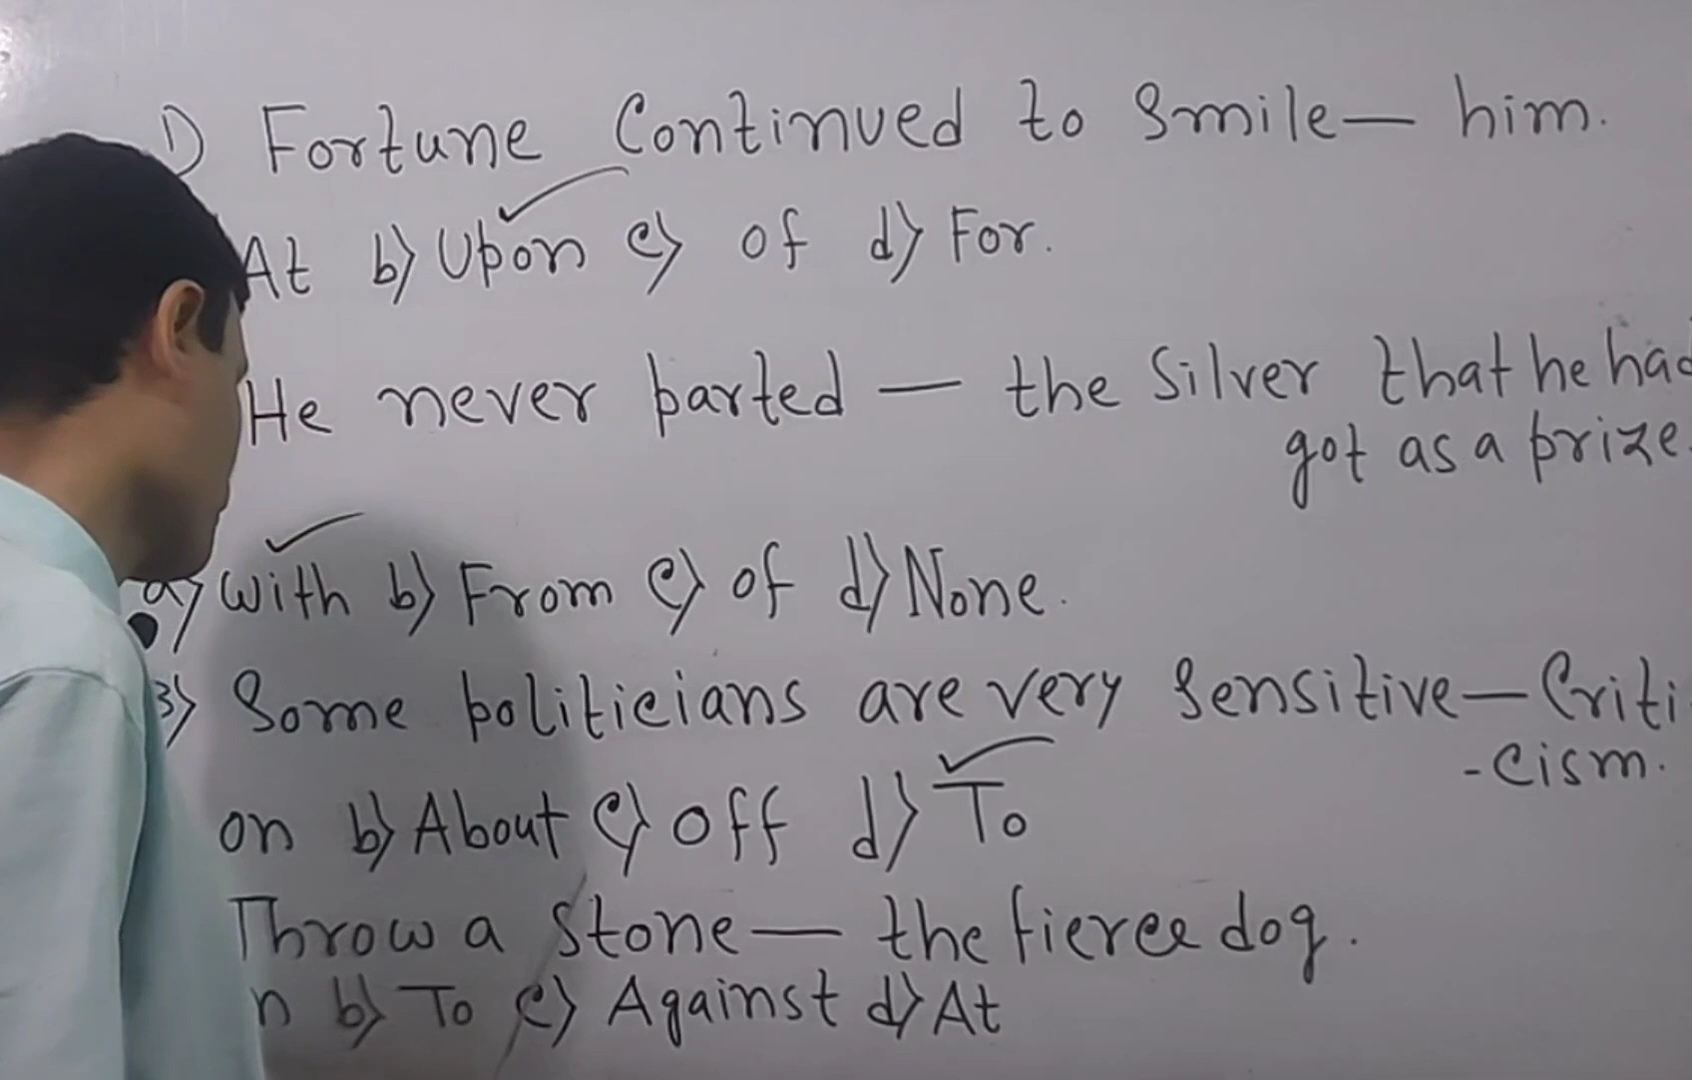 1) Fortune Continued to Smile— him.
At b) Upon c) of d) For.
He never parted — the Silver that he had
got as a prize.
a) With b) From c) of d) None.
3) Some politicians are very Sensitive— Criti
-cism.
on b) About c) off d) To
Throw a Stone— the fierce dog.
n b) To c) Against d) At